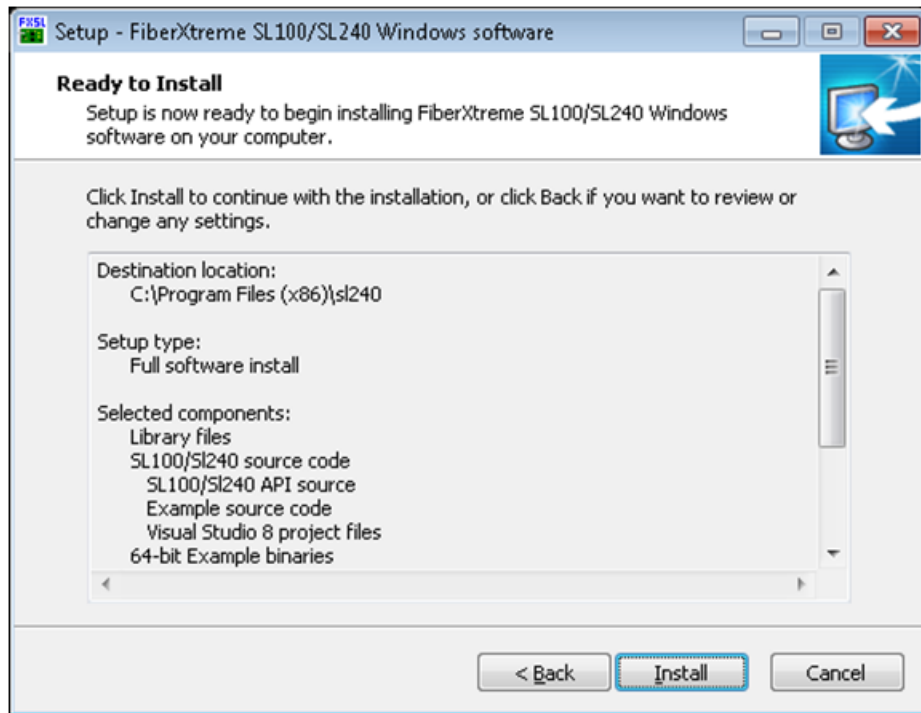 FXSL
Setup - FiberXtreme SL100/SL240 Windows software
Ready to Install
Setup is now ready to begin installing FiberXtreme SL100/SL240 Windows
software on your computer.
Click Install to continue with the installation, or click Back if you want to review or
change any settings.
Destination location:
C:\Program Files (x86)\sl240
Setup type:
Full software install
Selected components:
Library files
SL100/Sl240 source code
SL100/Sl240 API source
Example source code
Visual Studio 8 project files
64-bit Example binaries
< Back
Install
Cancel